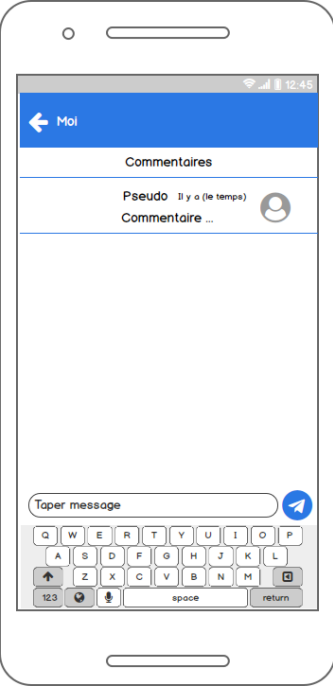 12:45
Moi
Commentaires
Pseudo Il y a (le temps)
Commentaire ...
Taper message
Q W E R T Y U I O P
A S D F G H J K L
Z X C V B N M
123 space return